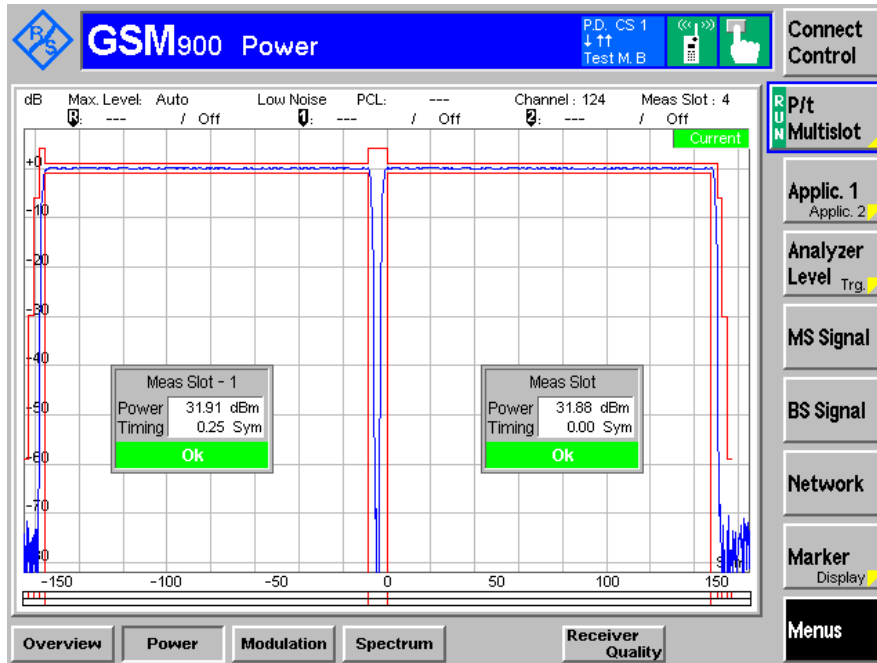 R/S
GSM900 Power
P.D. CS 1
↓ ↑↑
Test M. B
Connect
Control
dB Max. Level: Auto Low Noise PCL: --- Channel : 124 Meas Slot : 4
R: --- / Off 1: --- / Off 2: --- / Off
RUN
P/t
Multislot
Current
Applic. 1
Applic. 2
Analyzer
Level Trg.
MS Signal
BS Signal
Network
Marker
Display
Menus
+0
-10
-20
-30
-40
-50
-60
-70
Meas Slot - 1
Power 31.91 dBm
Timing 0.25 Sym
Ok
Meas Slot
Power 31.88 dBm
Timing 0.00 Sym
Ok
-150 -100 -50 0 50 100 150
Overview Power Modulation Spectrum Receiver
Quality